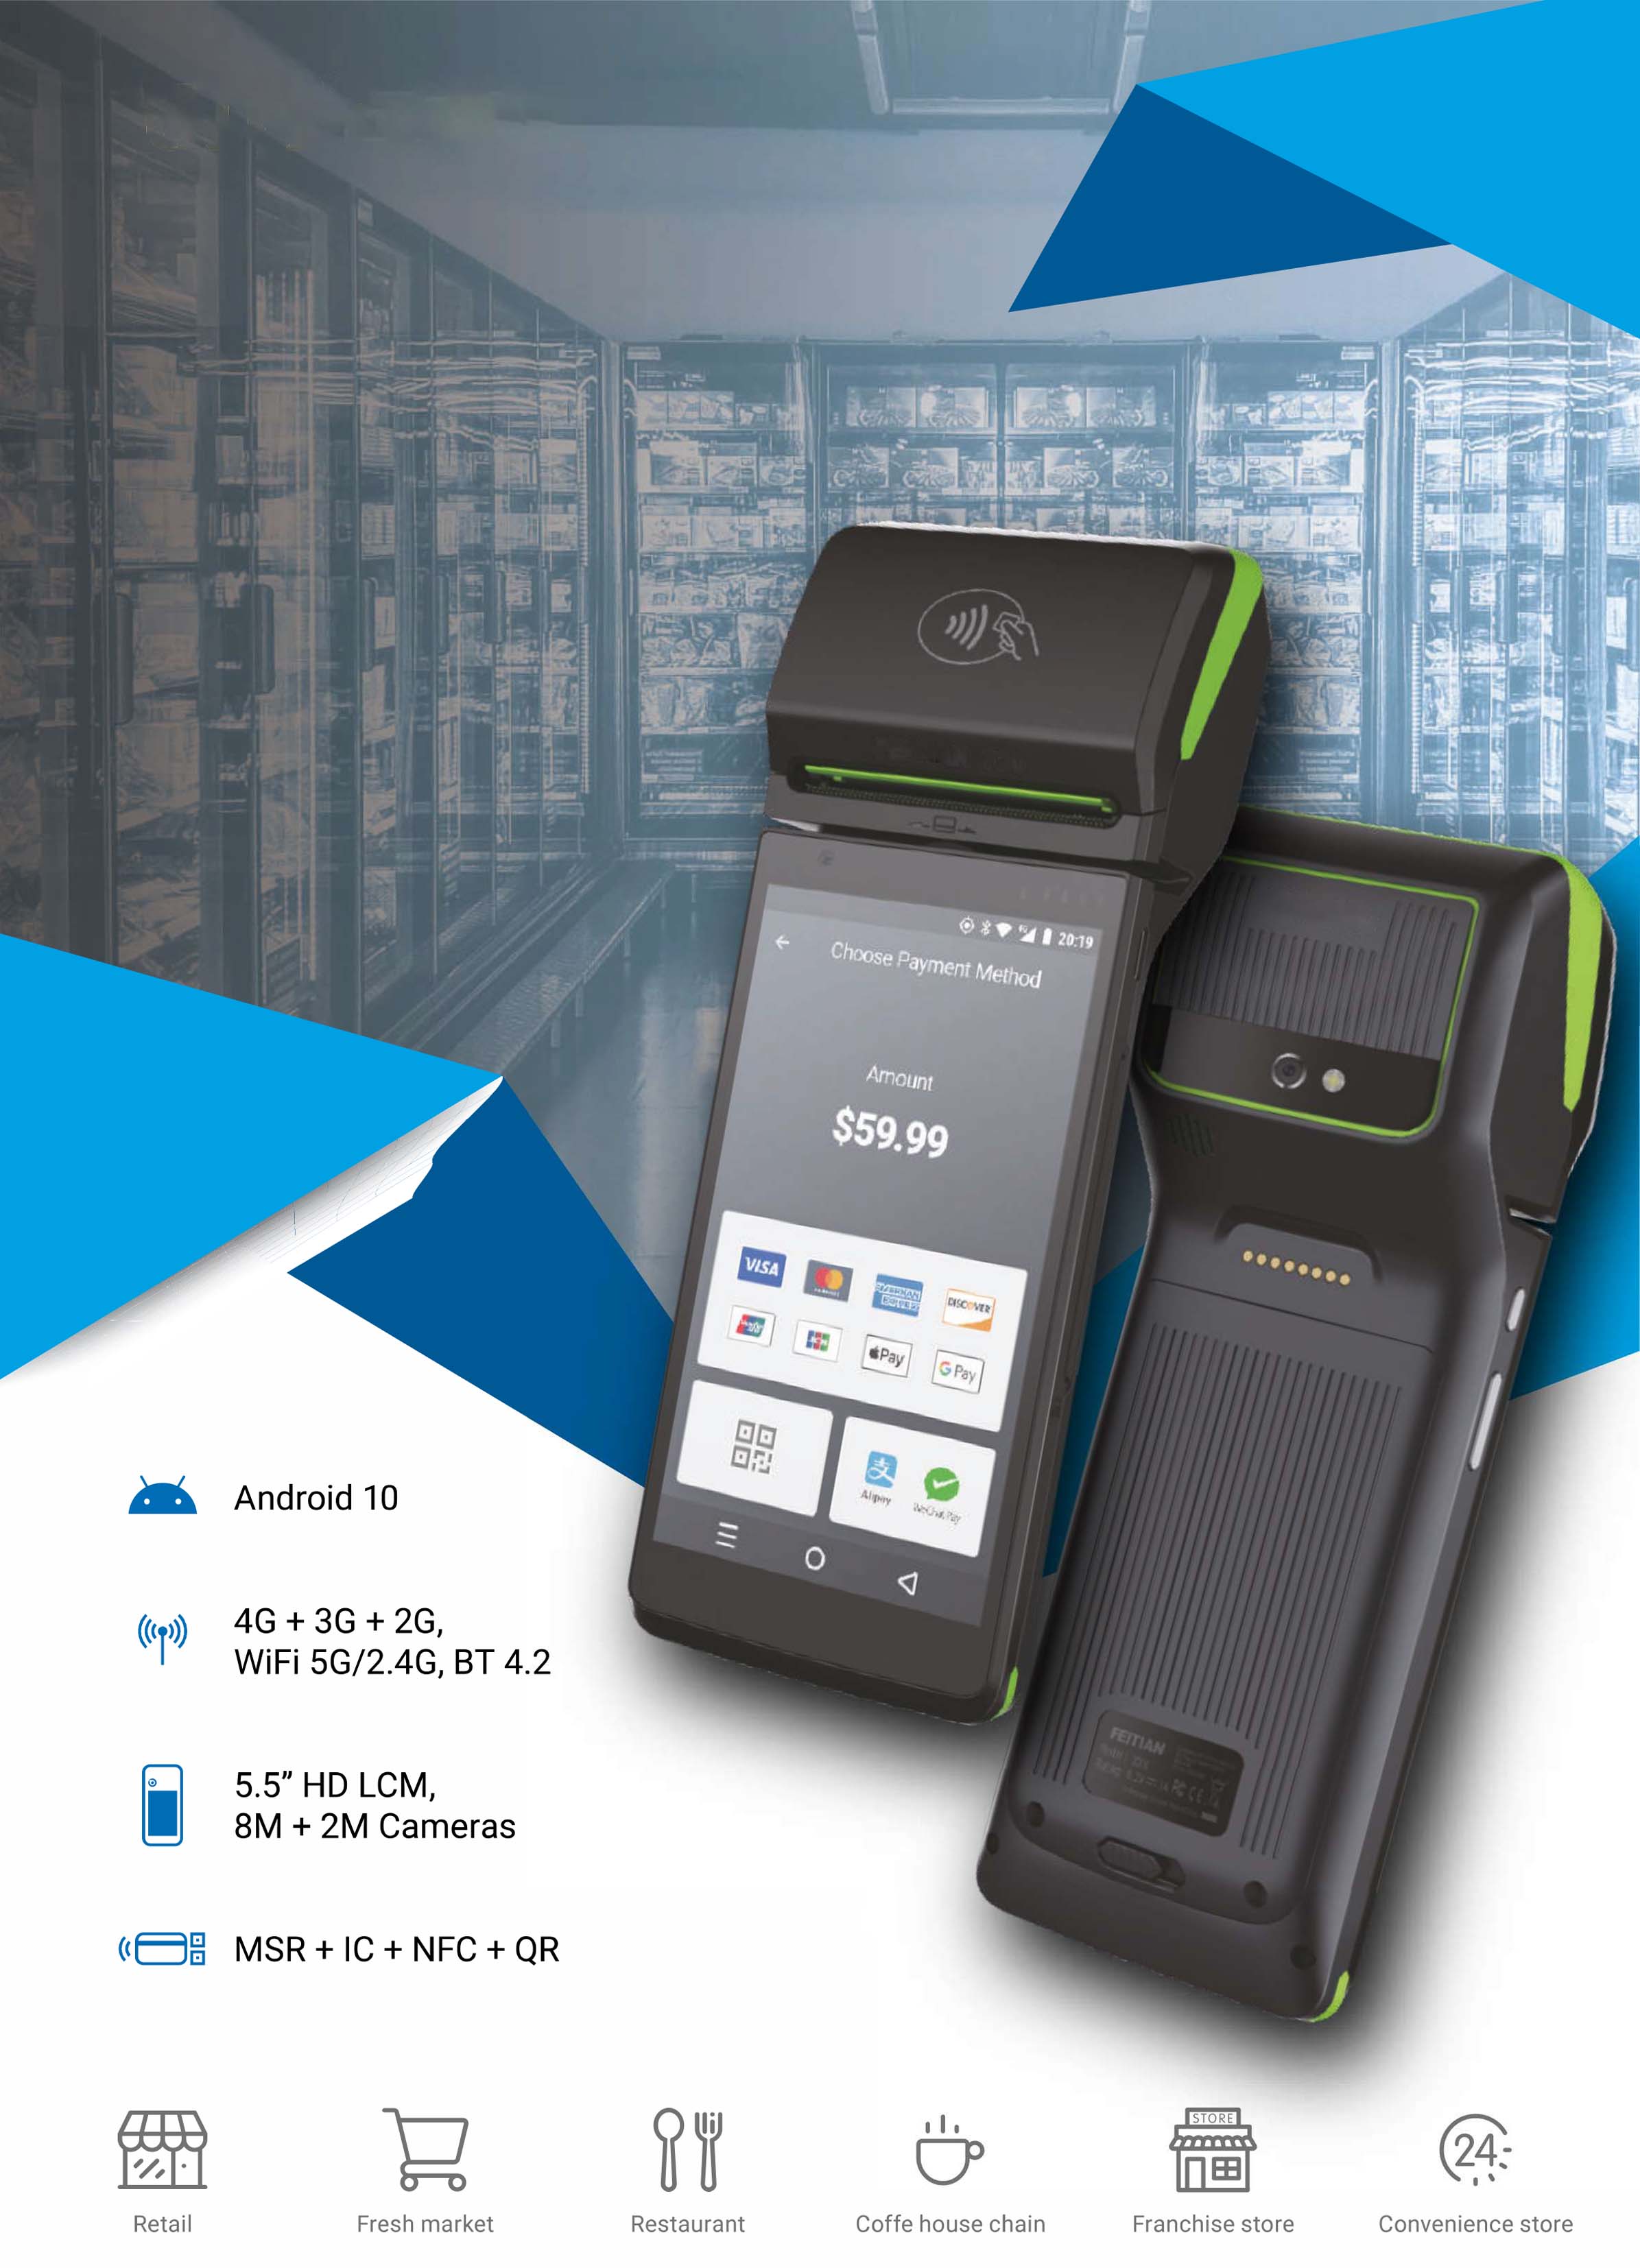 20:19
Choose Payment Method
Amount
$59.99
VISA
DISCOVER
Pay
G Pay
Alipay
WeChat Pay
Android 10
4G + 3G + 2G,
WiFi 5G/2.4G, BT 4.2
5.5” HD LCM,
8M + 2M Cameras
MSR + IC + NFC + QR
FEITIAN
STORE
24
Retail
Fresh market
Restaurant
Coffe house chain
Franchise store
Convenience store